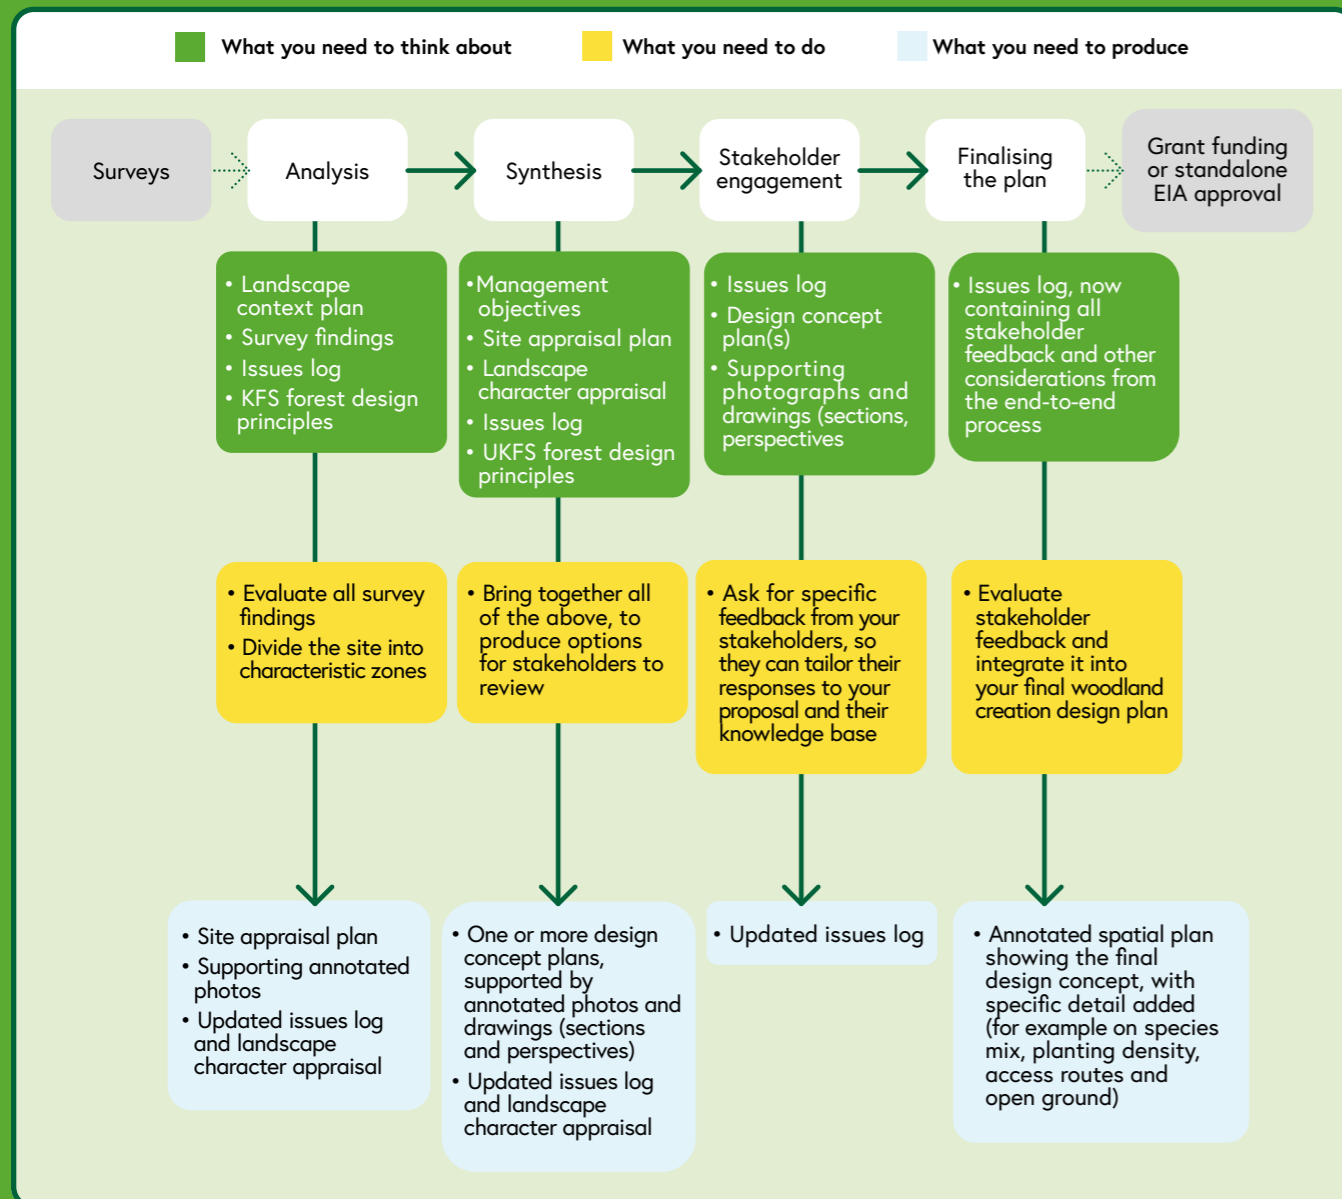 What you need to think about
What you need to do
What you need to produce
Surveys
Analysis
Synthesis
Stakeholder
engagement
Finalising
the plan
Grant funding
or standalone
EIA approval
• Landscape
context plan
• Survey findings
• Issues log
• KFS forest design
principles
•Management
objectives
• Site appraisal plan
• Landscape
character appraisal
• Issues log
• UKFS forest design
principles
• Issues log
• Design concept
plan(s)
• Supporting
photographs and
drawings (sections,
perspectives
• Issues log, now
containing all
stakeholder
feedback and other
considerations from
the end-to-end
process
• Evaluate all survey
findings
• Divide the site into
characteristic zones
• Bring together all
of the above, to
produce options
for stakeholders to
review
• Ask for specific
feedback from your
stakeholders, so
they can tailor their
responses to your
proposal and their
knowledge base
• Evaluate
stakeholder
feedback and
integrate it into
your final woodland
creation design plan
• Site appraisal plan
• Supporting annotated
photos
• Updated issues log
and landscape
character appraisal
• One or more design
concept plans,
supported by
annotated photos and
drawings (sections
and perspectives)
• Updated issues log
and landscape
character appraisal
• Updated issues log
• Annotated spatial plan
showing the final
design concept, with
specific detail added
(for example on species
mix, planting density,
access routes and
open ground)